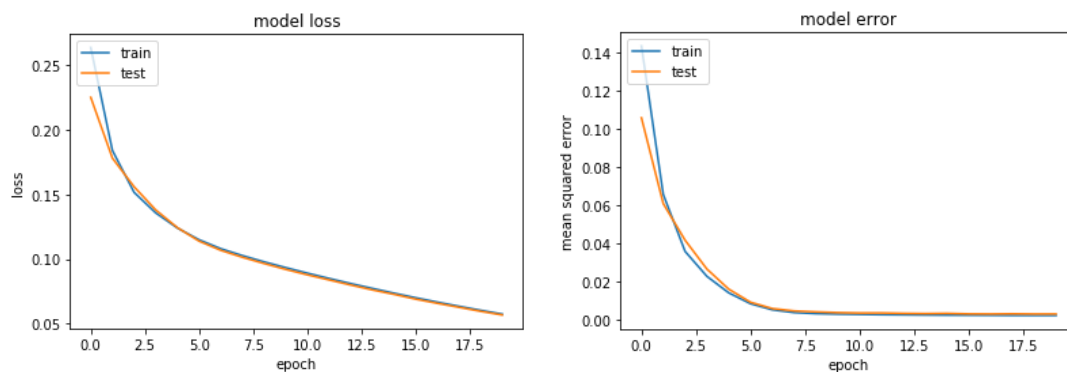 model loss
train
test
0.25
0.20
0.15
0.10
0.05
loss
0.0 2.5 5.0 7.5 10.0 12.5 15.0 17.5
epoch
model error
train
test
0.14
0.12
0.10
0.08
0.06
0.04
0.02
0.00
mean squared error
0.0 2.5 5.0 7.5 10.0 12.5 15.0 17.5
epoch